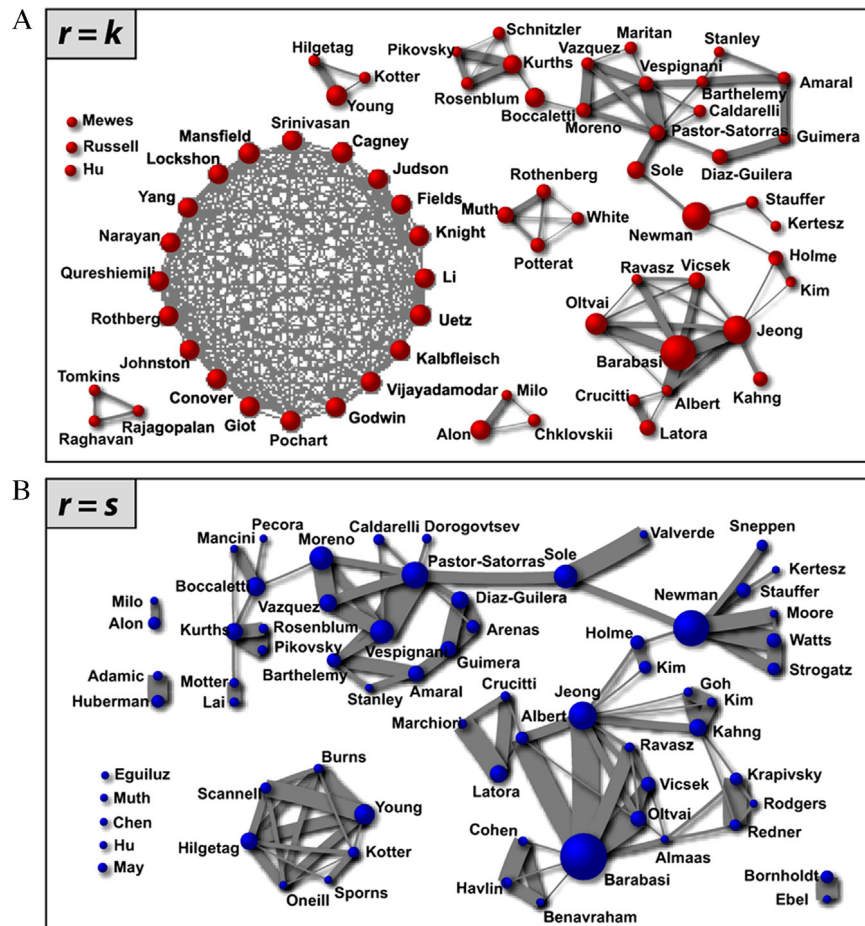 A
r = k
Schnitzler
Maritan
Stanley
Hilgetag
Pikovsky
Kurths
Vazquez
Vespignani
Kotter
Amaral
Young
Rosenblum
Barthelemy
Boccaletti
Caldarelli
Mewes
Srinivasan
Moreno
Pastor-Satorras
Guimera
Mansfield
Cagney
Russell
Lockshon
Judson
Sole
Diaz-Guilera
Hu
Rothenberg
Yang
Fields
Muth
White
Stauffer
Narayan
Knight
Newman
Kertesz
Potterat
Holme
Qureshiemili
Li
Ravasz
Vicsek
Kim
Oltvai
Rothberg
Uetz
Jeong
Johnston
Kalbfleisch
Barabasi
Tomkins
Conover
Vijayadamodar
Milo
Crucitti
Albert
Kahng
Rajagopalan
Giot
Godwin
Raghavan
Pochart
Alon
Chklovskii
Latora
B
r = s
Pecora
Moreno
Caldarelli
Dorogovtsev
Valverde
Sneppen
Mancini
Pastor-Satorras
Sole
Boccaletti
Newman
Kertesz
Milo
Vazquez
Diaz-Guilera
Stauffer
Alon
Kurths
Rosenblum
Arenas
Moore
Pikovsky
Vespignani
Holme
Watts
Adamic
Motter
Barthelemy
Guimera
Kim
Strogatz
Huberman
Lai
Stanley
Amaral
Crucitti
Jeong
Goh
Kim
Marchiori
Albert
Kahng
Burns
Ravasz
Eguiluz
Scannell
Latora
Vicsek
Krapivsky
Muth
Young
Oltvai
Rodgers
Chen
Cohen
Redner
Hu
Hilgetag
Kotter
Almaas
May
Barabasi
Bornholdt
Oneill
Sporns
Havlin
Ebel
Benavraham